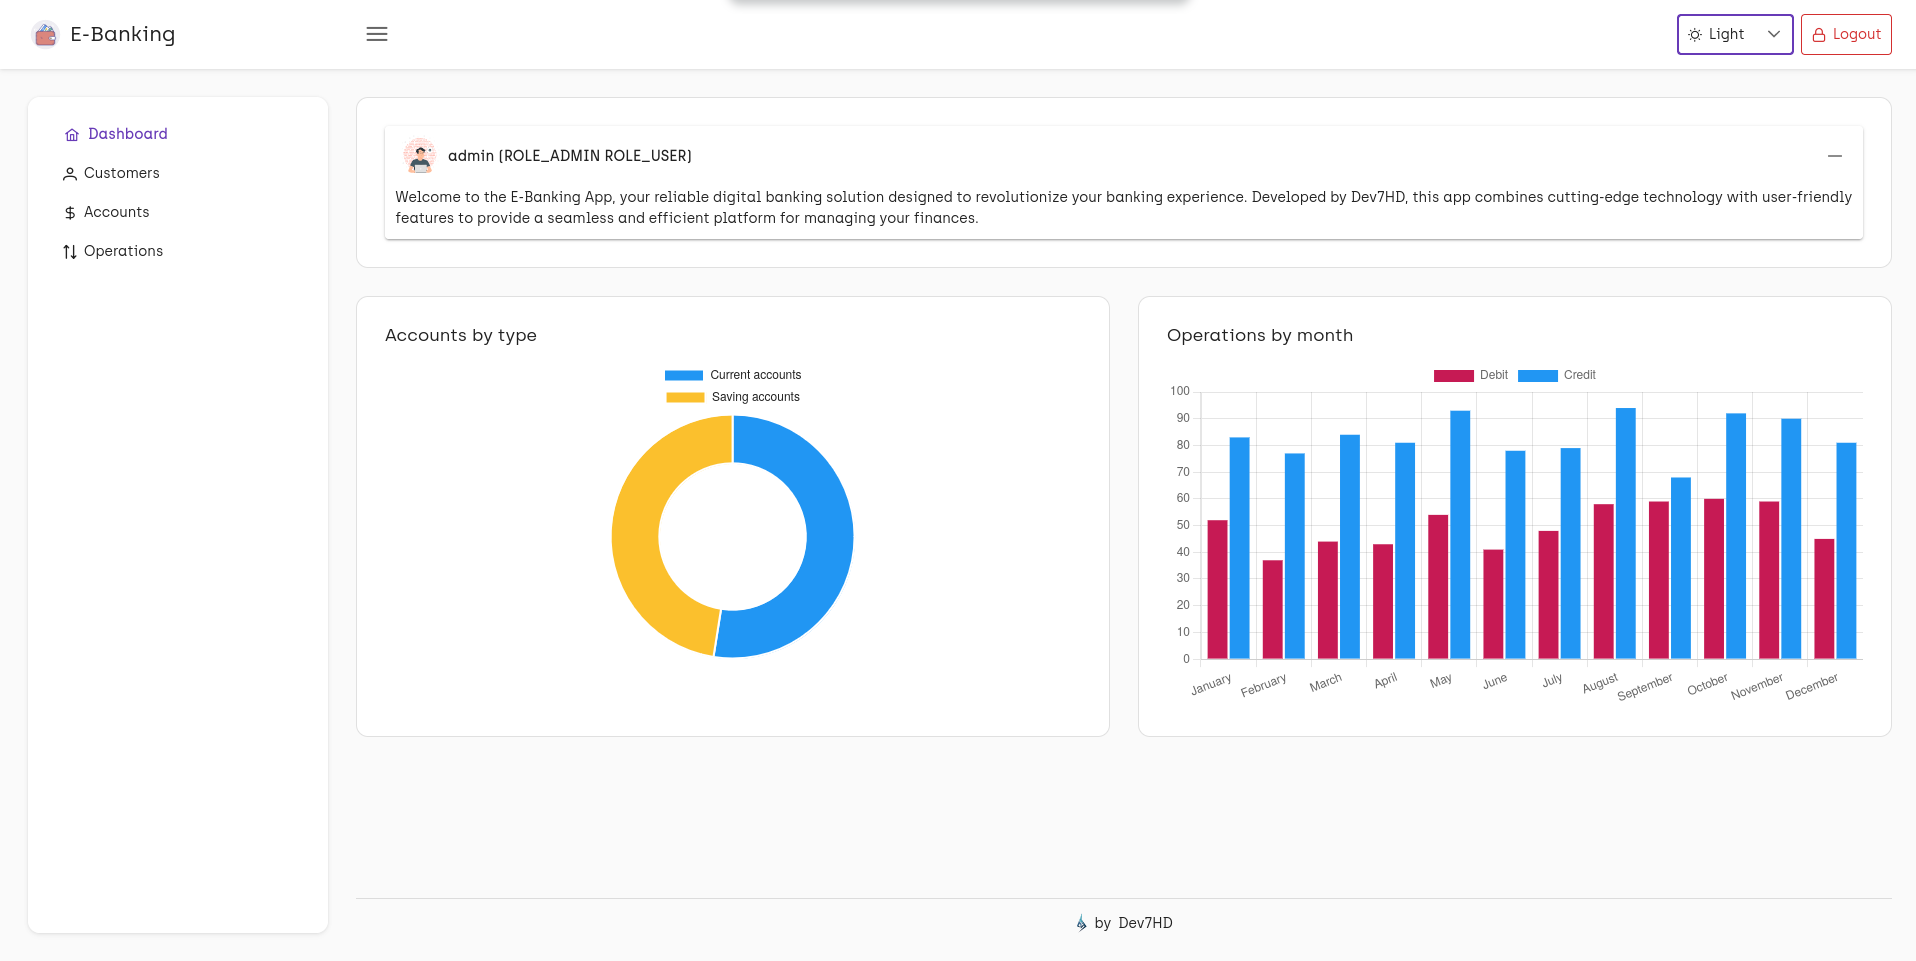 E-Banking
Light
Logout
Dashboard
Customers
Accounts
Operations
admin (ROLE_ADMIN ROLE_USER)
Welcome to the E-Banking App, your reliable digital banking solution designed to revolutionize your banking experience. Developed by Dev7HD, this app combines cutting-edge technology with user-friendly
features to provide a seamless and efficient platform for managing your finances.
Accounts by type
Current accounts
Saving accounts
Operations by month
Debit Credit
100
90
80
70
60
50
40
30
20
10
0
January February March April May June July August September October November December
by Dev7HD